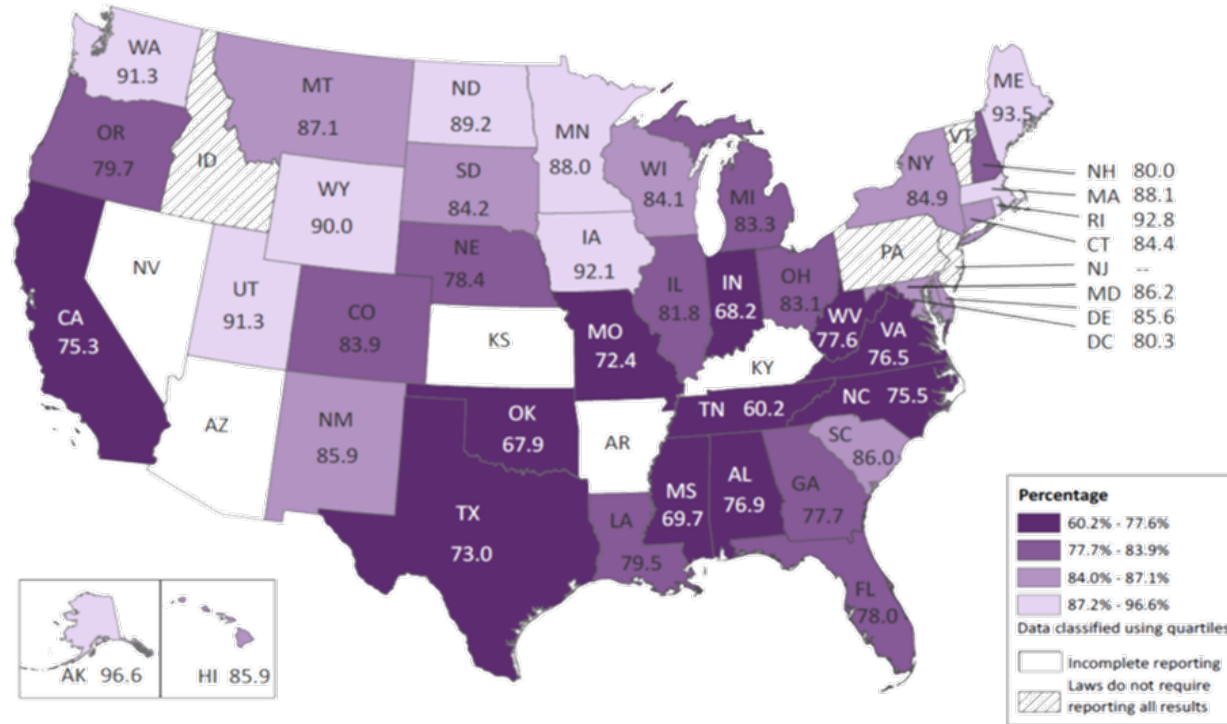 WA
91.3
MT
87.1
ND
89.2
MN
88.0
ME
93.5
OR
79.7
ID
WY
90.0
SD
84.2
WI
84.1
MI
83.3
NY
84.9
VT
NH 80.0
MA 88.1
RI 92.8
CT 84.4
NJ --
MD 86.2
DE 85.6
DC 80.3
NV
UT
91.3
CO
83.9
NE
78.4
IA
92.1
IL
81.8
IN
68.2
OH
83.1
PA
CA
75.3
KS
MO
72.4
KY
WV
77.6
VA
76.5
AZ
NM
85.9
OK
67.9
AR
TN 60.2
NC 75.5
SC
86.0
TX
73.0
LA
79.5
MS
69.7
AL
76.9
GA
77.7
FL
78.0
AK 96.6
HI 85.9
Percentage
60.2% - 77.6%
77.7% - 83.9%
84.0% - 87.1%
87.2% - 96.6%
Data classified using quartiles
Incomplete reporting
Laws do not require
reporting all results